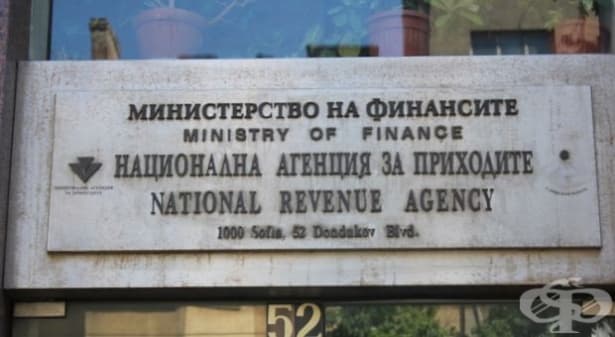 МИНИСТЕРСТВО НА ФИНАНСИТЕ
MINISTRY OF FINANCE
НАЦИОНАЛНА АГЕНЦИЯ ЗА ПРИХОДИТЕ
NATIONAL REVENUE AGENCY
1000 Sofia, 52 Dondukov Blvd.
52